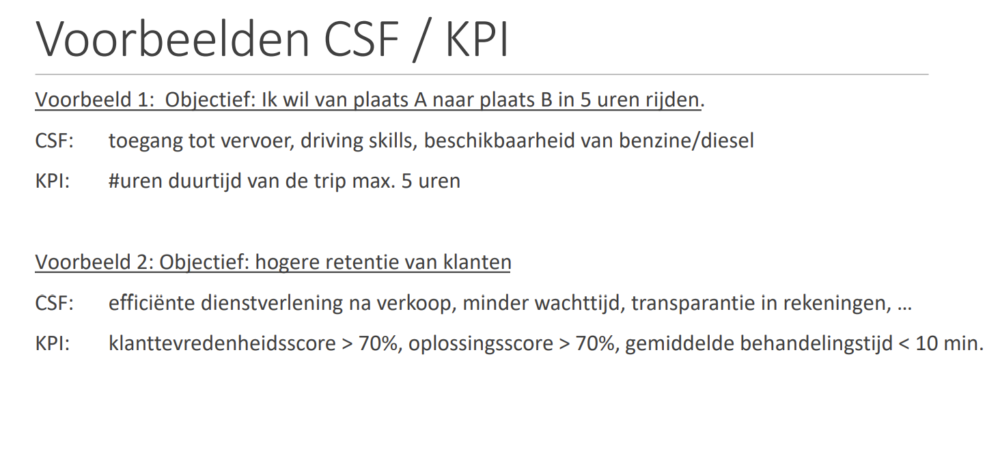 Voorbeelden CSF / KPI
Voorbeeld 1:  Objectief: Ik wil van plaats A naar plaats B in 5 uren rijden.
CSF: toegang tot vervoer, driving skills, beschikbaarheid van benzine/diesel
KPI: #uren duurtijd van de trip max. 5 uren
Voorbeeld 2: Objectief: hogere retentie van klanten
CSF: efficiënte dienstverlening na verkoop, minder wachttijd, transparantie in rekeningen, ...
KPI: klanttevredenheidsscore > 70%, oplossingsscore > 70%, gemiddelde behandelingstijd < 10 min.